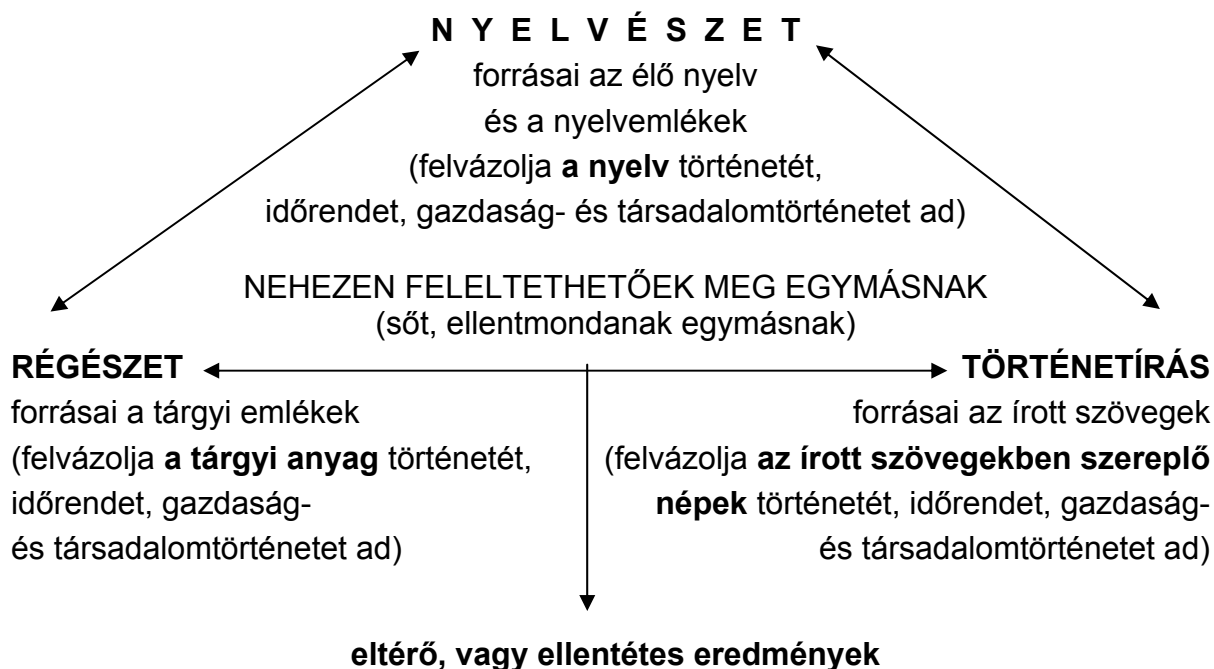 N Y E L V É S Z E T
forrásai az élő nyelv
és a nyelvemlékek
(felvázolja a nyelv történetét,
időrendet, gazdaság- és társadalomtörténetet ad)
NEHEZEN FELELTETHETŐEK MEG EGYMÁSNAK
(sőt, ellentmondanak egymásnak)
RÉGÉSZET
forrásai a tárgyi emlékek
(felvázolja a tárgyi anyag történetét,
időrendet, gazdaság-
és társadalomtörténetet ad)
TÖRTÉNETÍRÁS
forrásai az írott szövegek
(felvázolja az írott szövegekben szereplő
népek történetét, időrendet, gazdaság-
és társadalomtörténetet ad)
eltérő, vagy ellentétes eredmények